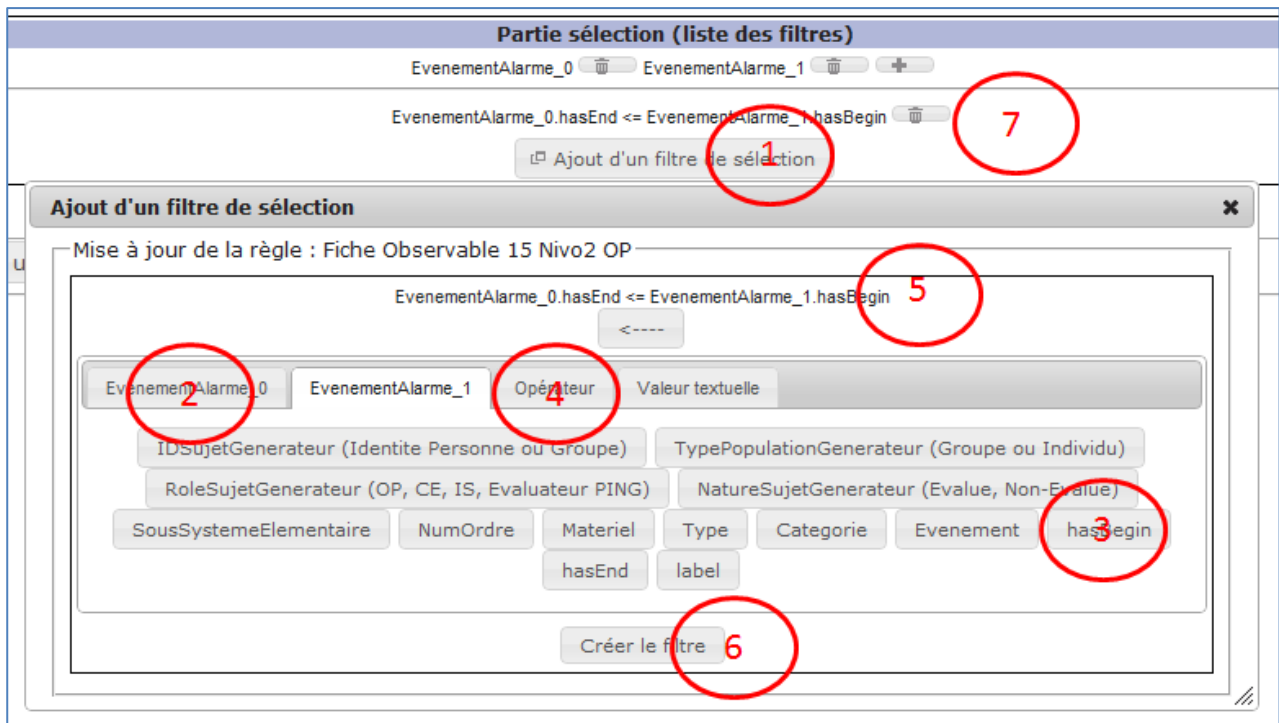 Partie sélection (liste des filtres)
EvenementAlarme_0 EvenementAlarme_1
EvenementAlarme_0.hasEnd <= EvenementAlarme_1.hasBegin 7
Ajout d'un filtre de sélection 1
Ajout d'un filtre de sélection
Mise à jour de la règle : Fiche Observable 15 Nivo2 OP
u
EvenementAlarme_0.hasEnd <= EvenementAlarme_1.hasBegin 5
<----
EvenementAlarme_0 2 EvenementAlarme_1 Opérateur 4 Valeur textuelle
IDSujetGenerateur (Identite Personne ou Groupe) TypePopulationGenerateur (Groupe ou Individu)
RoleSujetGenerateur (OP, CE, IS, Evaluateur PING) NatureSujetGenerateur (Evalue, Non-Evalue)
SousSystemeElementaire NumOrdre Materiel Type Categorie Evenement hasBegin 3
hasEnd label
Créer le filtre 6